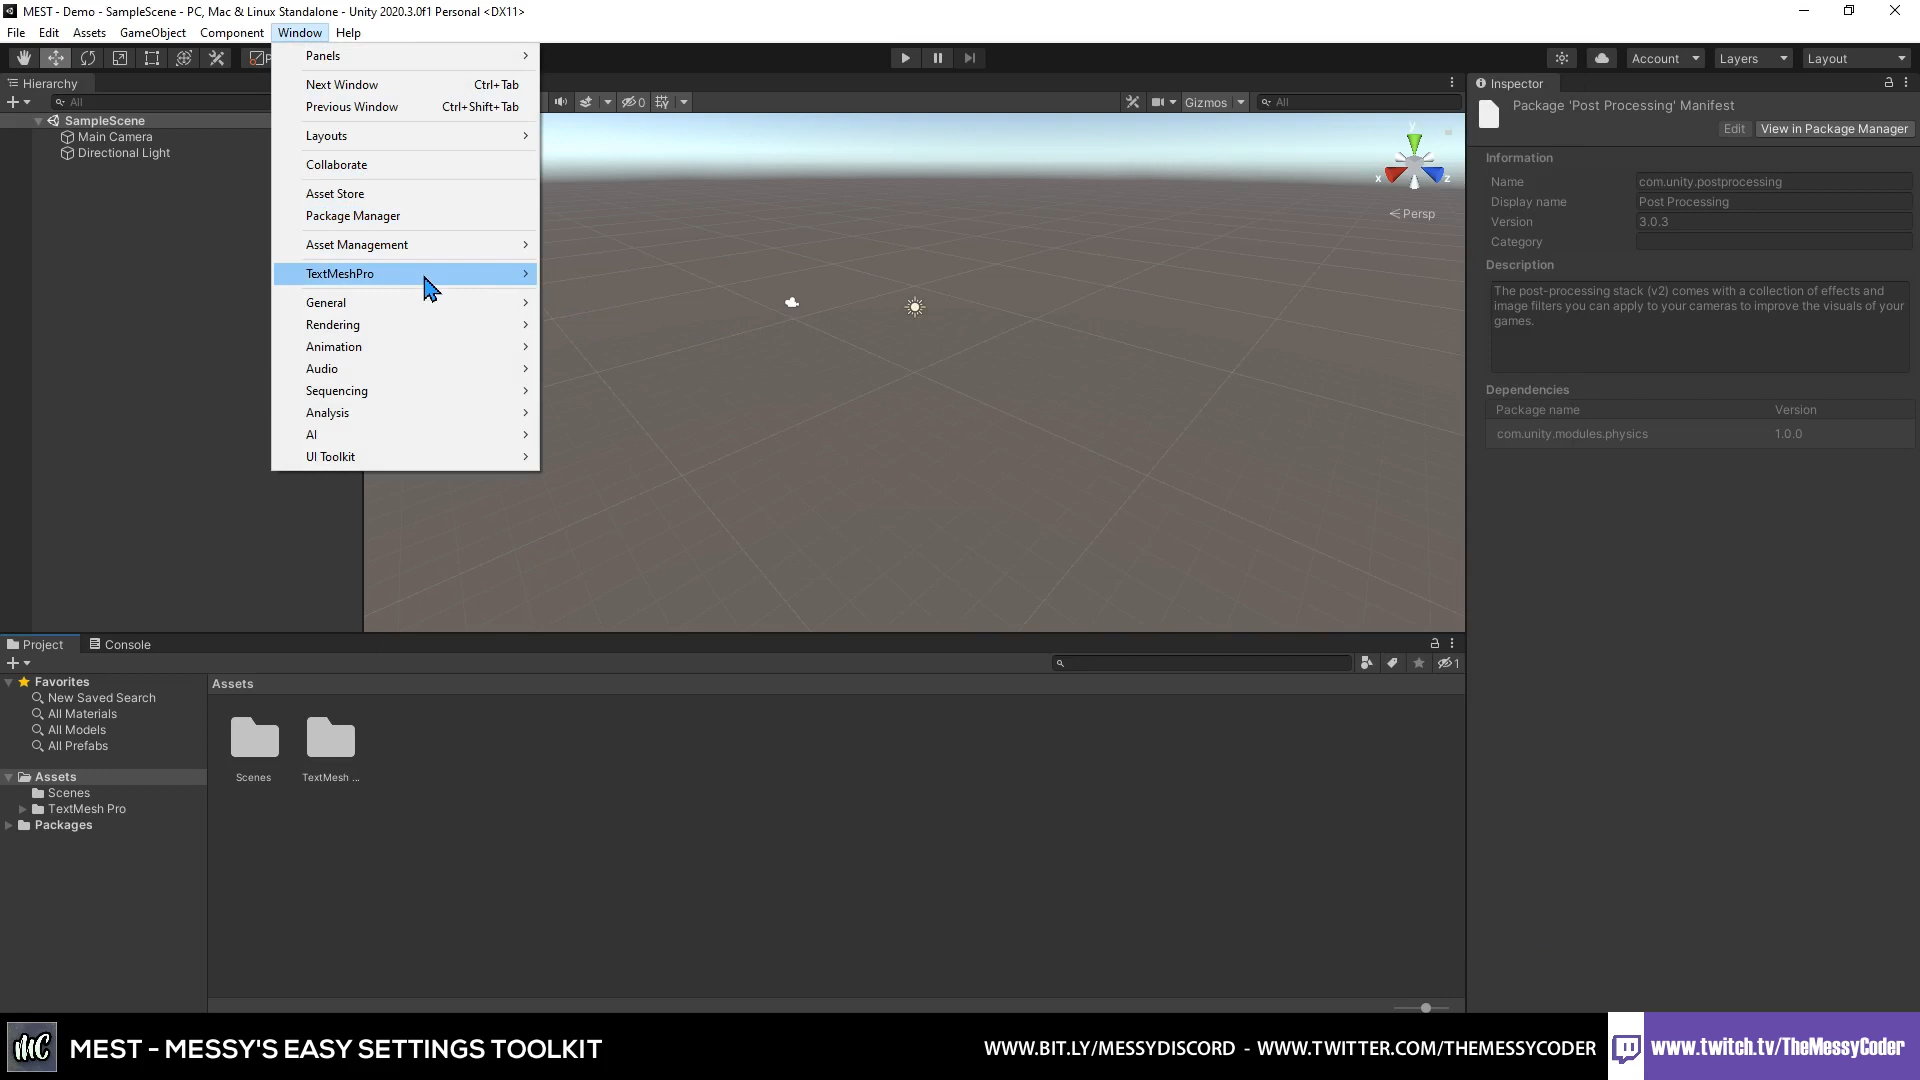 MEST - Demo - SampleScene - PC, Mac & Linux Standalone - Unity 2020.3.0f1 Personal <DX11>
File Edit Assets GameObject Component Window Help
Account Layers Layout
Hierarchy
All
SampleScene
Main Camera
Directional Light
Panels
Next Window Ctrl+Tab
Previous Window Ctrl+Shift+Tab
Layouts
Collaborate
Asset Store
Package Manager
Asset Management
TextMeshPro
General
Rendering
Animation
Audio
Sequencing
Analysis
AI
UI Toolkit
0
Gizmos All
y
x z
Persp
Inspector
Package 'Post Processing' Manifest
Edit View in Package Manager
Information
Name com.unity.postprocessing
Display name Post Processing
Version 3.0.3
Category
Description
The post-processing stack (v2) comes with a collection of effects and
image filters you can apply to your cameras to improve the visuals of your
games.
Dependencies
Package name Version
com.unity.modules.physics 1.0.0
Project Console
1
Favorites
New Saved Search
All Materials
All Models
All Prefabs
Assets
Scenes
TextMesh Pro
Packages
Assets
Scenes TextMesh ...
MC MEST - MESSY'S EASY SETTINGS TOOLKIT
WWW.BIT.LY/MESSYDISCORD - WWW.TWITTER.COM/THEMESSYCODER
www.twitch.tv/TheMessyCoder